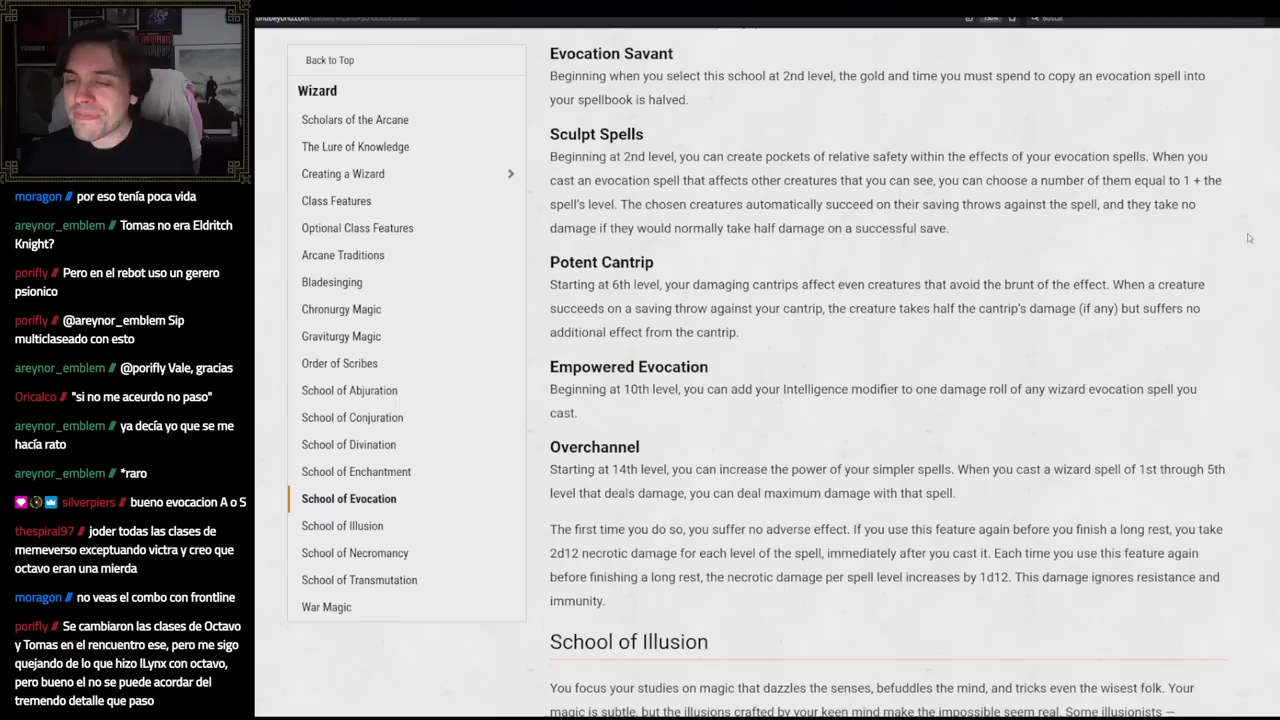 moragon // por eso tenía poca vida
areynor_emblem // Tomas no era Eldritch
Knight?
porifly // Pero en el rebot uso un gerero
psionico
porifly // @areynor_emblem Sip
multiclaseado con esto
areynor_emblem // @porifly Vale, gracias
Oricalco // "si no me aceurdo no paso"
areynor_emblem // ya decía yo que se me
hacía rato
areynor_emblem // *raro
silverpiers // bueno evocacion A o S
thespiral97 // joder todas las clases de
memeverso exceptuando victra y creo que
octavo eran una mierda
moragon // no veas el combo con frontline
porifly // Se cambiaron las clases de Octavo
y Tomas en el rencuentro ese, pero me sigo
quejando de lo que hizo ILynx con octavo,
pero bueno el no se puede acordar del
tremendo detalle que paso
Back to Top
Wizard
Scholars of the Arcane
The Lure of Knowledge
Creating a Wizard
Class Features
Optional Class Features
Arcane Traditions
Bladesinging
Chronurgy Magic
Graviturgy Magic
Order of Scribes
School of Abjuration
School of Conjuration
School of Divination
School of Enchantment
School of Evocation
School of Illusion
School of Necromancy
School of Transmutation
War Magic
Evocation Savant
Beginning when you select this school at 2nd level, the gold and time you must spend to copy an evocation spell into
your spellbook is halved.
Sculpt Spells
Beginning at 2nd level, you can create pockets of relative safety within the effects of your evocation spells. When you
cast an evocation spell that affects other creatures that you can see, you can choose a number of them equal to 1 + the
spell's level. The chosen creatures automatically succeed on their saving throws against the spell, and they take no
damage if they would normally take half damage on a successful save.
Potent Cantrip
Starting at 6th level, your damaging cantrips affect even creatures that avoid the brunt of the effect. When a creature
succeeds on a saving throw against your cantrip, the creature takes half the cantrip's damage (if any) but suffers no
additional effect from the cantrip.
Empowered Evocation
Beginning at 10th level, you can add your Intelligence modifier to one damage roll of any wizard evocation spell you
cast.
Overchannel
Starting at 14th level, you can increase the power of your simpler spells. When you cast a wizard spell of 1st through 5th
level that deals damage, you can deal maximum damage with that spell.
The first time you do so, you suffer no adverse effect. If you use this feature again before you finish a long rest, you take
2d12 necrotic damage for each level of the spell, immediately after you cast it. Each time you use this feature again
before finishing a long rest, the necrotic damage per spell level increases by 1d12. This damage ignores resistance and
immunity.
School of Illusion
You focus your studies on magic that dazzles the senses, befuddles the mind, and tricks even the wisest folk. Your
magic is subtle, but the illusions crafted by your keen mind make the impossible seem real. Some illusionists —